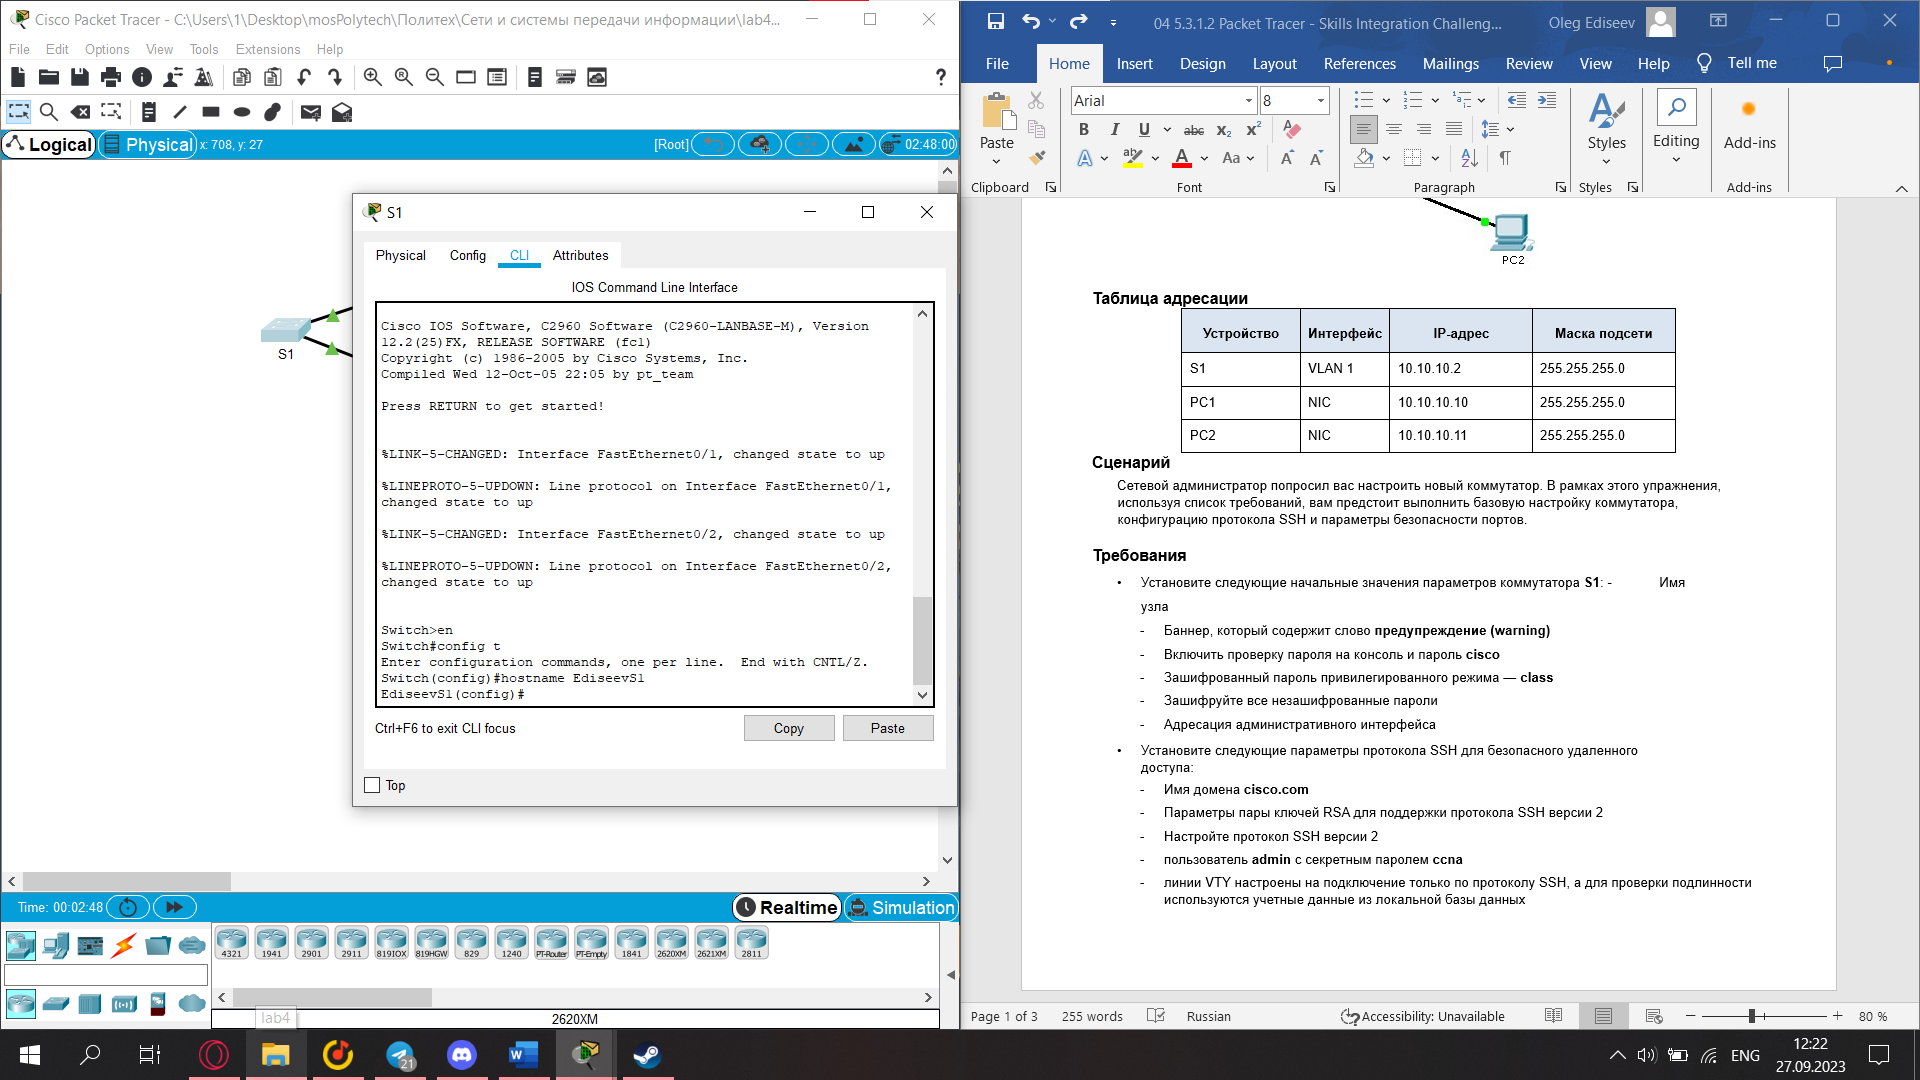 Cisco Packet Tracer - C:\Users\1\Desktop\mosPolytech\Политех\Сети и системы передачи информации\lab4...
File Edit Options View Tools Extensions Help
Logical Physical x: 708, y: 27 [Root] 02:48:00
S1
S1
Physical Config CLI Attributes
IOS Command Line Interface
Cisco IOS Software, C2960 Software (C2960-LANBASE-M), Version
12.2(25)FX, RELEASE SOFTWARE (fc1)
Copyright (c) 1986-2005 by Cisco Systems, Inc.
Compiled Wed 12-Oct-05 22:05 by pt_team
Press RETURN to get started!
%LINK-5-CHANGED: Interface FastEthernet0/1, changed state to up
%LINEPROTO-5-UPDOWN: Line protocol on Interface FastEthernet0/1,
changed state to up
%LINK-5-CHANGED: Interface FastEthernet0/2, changed state to up
%LINEPROTO-5-UPDOWN: Line protocol on Interface FastEthernet0/2,
changed state to up
Switch>en
Switch#config t
Enter configuration commands, one per line.  End with CNTL/Z.
Switch(config)#hostname EdiseevS1
EdiseevS1(config)#
Ctrl+F6 to exit CLI focus
Copy Paste
Top
Time: 00:02:48
Realtime Simulation
4321 1941 2901 2911 819IOX 819HGW 829 1240 PT-Router PT-Empty 1841 2620XM 2621XM 2811
lab4
2620XM
04 5.3.1.2 Packet Tracer - Skills Integration Challeng...
Oleg Ediseev
File Home Insert Design Layout References Mailings Review View Help Tell me
Paste
Clipboard
Arial 8
B I U abc x₂ x²
A ab A Aa A A
Font
Paragraph
Styles
Styles
Editing
Add-ins
Add-ins
PC2
Таблица адресации
Устройство Интерфейс IP-адрес Маска подсети
S1 VLAN 1 10.10.10.2 255.255.255.0
PC1 NIC 10.10.10.10 255.255.255.0
PC2 NIC 10.10.10.11 255.255.255.0
Сценарий
Сетевой администратор попросил вас настроить новый коммутатор. В рамках этого упражнения,
используя список требований, вам предстоит выполнить базовую настройку коммутатора,
конфигурацию протокола SSH и параметры безопасности портов.
Требования
• Установите следующие начальные значения параметров коммутатора S1: - Имя
узла
- Баннер, который содержит слово предупреждение (warning)
- Включить проверку пароля на консоль и пароль cisco
- Зашифрованный пароль привилегированного режима — class
- Зашифруйте все незашифрованные пароли
- Адресация административного интерфейса
• Установите следующие параметры протокола SSH для безопасного удаленного
доступа:
- Имя домена cisco.com
- Параметры пары ключей RSA для поддержки протокола SSH версии 2
- Настройте протокол SSH версии 2
- пользователь admin с секретным паролем ccna
- линии VTY настроены на подключение только по протоколу SSH, а для проверки подлинности
используются учетные данные из локальной базы данных
Page 1 of 3 255 words Russian Accessibility: Unavailable 80 %
21
ENG
12:22
27.09.2023